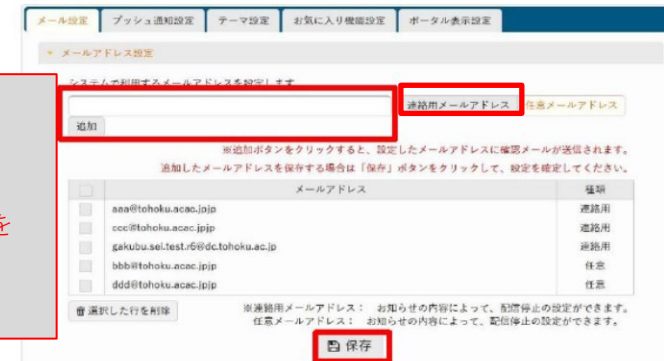 メール設定 プッシュ通知設定 テーマ設定 お気に入り機能設定 ポータル表示設定
メールアドレス設定
システムで利用するメールアドレスを設定します
連絡用メールアドレス 任意メールアドレス
追加
※追加ボタンをクリックすると、設定したメールアドレスに確認メールが送信されます。
追加したメールアドレスを保存する場合は「保存」ボタンをクリックして、設定を確定してください。
を
メールアドレス 種類
aaa@tohoku.acac.jpjp 連絡用
ccc@tohoku.acac.jpjp 連絡用
gakubu.sei.test.r6@dc.tohoku.ac.jp 連絡用
bbb@tohoku.acac.jpjp 任意
ddd@tohoku.acac.jpjp 任意
選択した行を削除
※連絡用メールアドレス： お知らせの内容によって、配信停止の設定ができます。
任意メールアドレス： お知らせの内容によって、配信停止の設定ができます。
保存